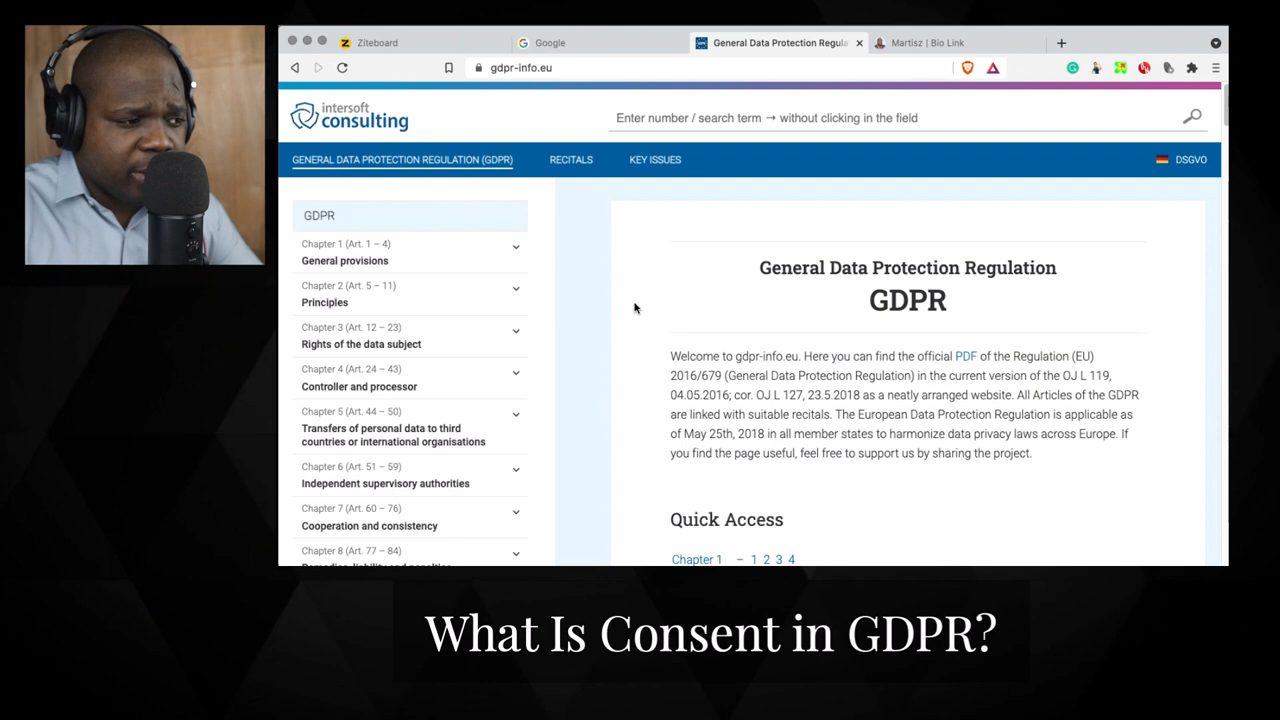 Ziteboard
Google
General Data Protection Regula
Martisz | Bio Link
gdpr-info.eu
intersoft
consulting
Enter number / search term → without clicking in the field
GENERAL DATA PROTECTION REGULATION (GDPR)
RECITALS
KEY ISSUES
DSGVO
GDPR
Chapter 1 (Art. 1 – 4)
General provisions
Chapter 2 (Art. 5 – 11)
Principles
Chapter 3 (Art. 12 – 23)
Rights of the data subject
Chapter 4 (Art. 24 – 43)
Controller and processor
Chapter 5 (Art. 44 – 50)
Transfers of personal data to third
countries or international organisations
Chapter 6 (Art. 51 – 59)
Independent supervisory authorities
Chapter 7 (Art. 60 – 76)
Cooperation and consistency
Chapter 8 (Art. 77 – 84)
General Data Protection Regulation
GDPR
Welcome to gdpr-info.eu. Here you can find the official PDF of the Regulation (EU)
2016/679 (General Data Protection Regulation) in the current version of the OJ L 119,
04.05.2016; cor. OJ L 127, 23.5.2018 as a neatly arranged website. All Articles of the GDPR
are linked with suitable recitals. The European Data Protection Regulation is applicable as
of May 25th, 2018 in all member states to harmonize data privacy laws across Europe. If
you find the page useful, feel free to support us by sharing the project.
Quick Access
Chapter 1 – 1 2 3 4
What Is Consent in GDPR?